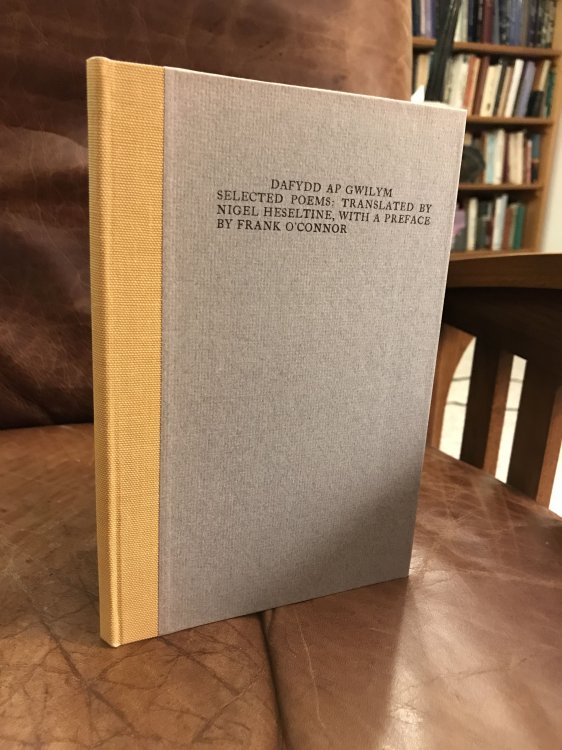 DAFYDD AP GWILYM
SELECTED POEMS: TRANSLATED BY
NIGEL HESELTINE, WITH A PREFACE
BY FRANK O'CONNOR